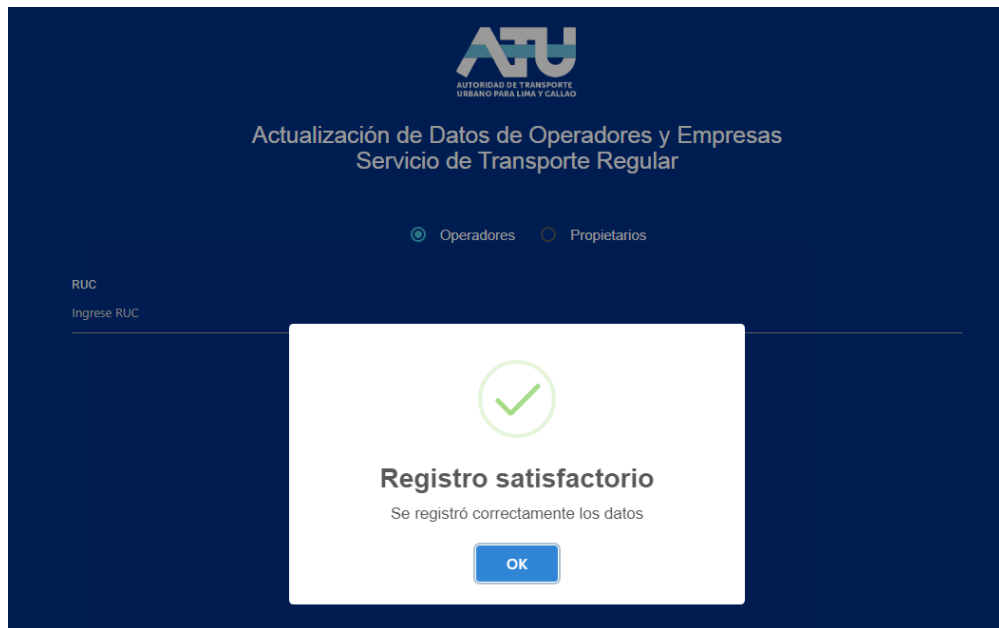 ATU
AUTORIDAD DE TRANSPORTE
URBANO PARA LIMA Y CALLAO
Actualización de Datos de Operadores y Empresas
Servicio de Transporte Regular
Operadores Propietarios
RUC
Ingrese RUC
Registro satisfactorio
Se registró correctamente los datos
OK